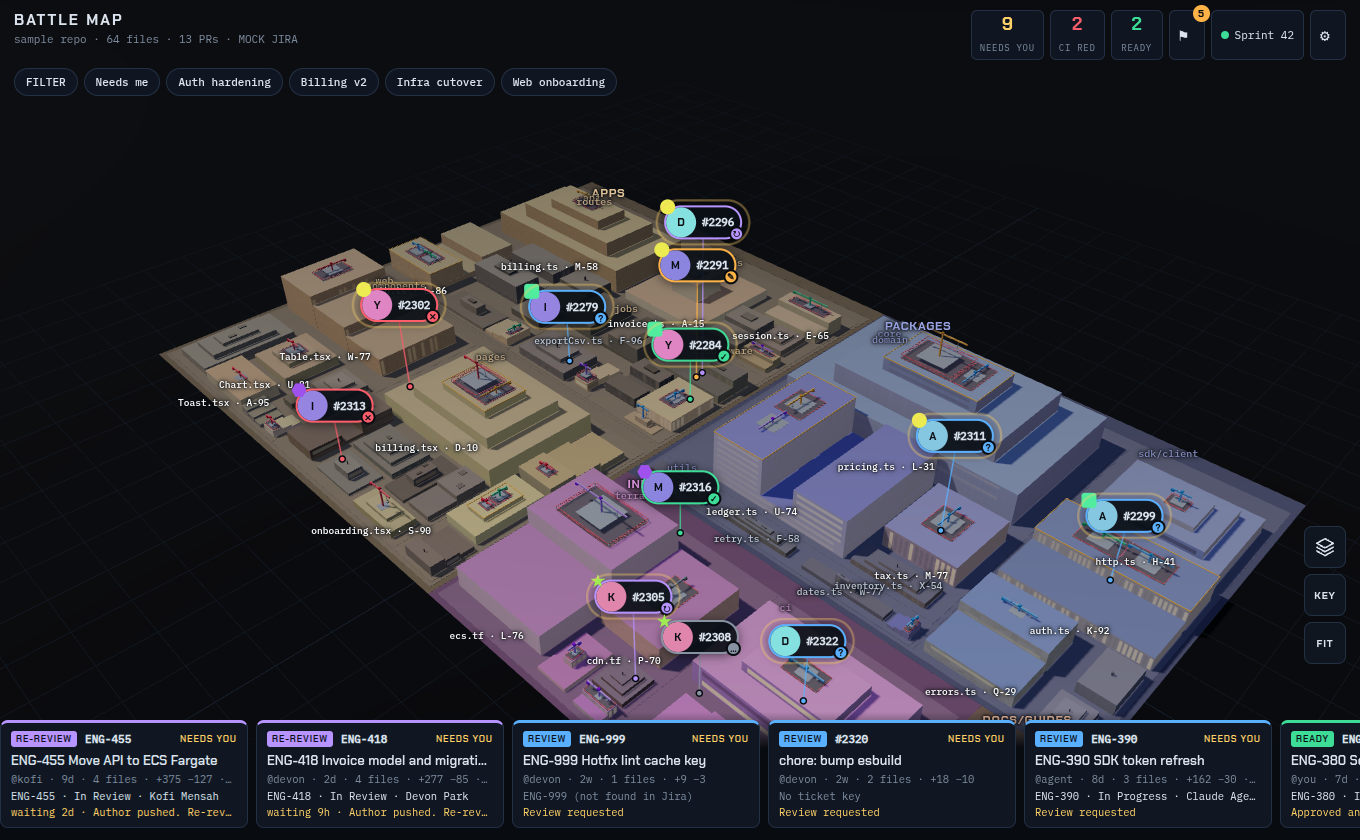 BATTLE MAP
sample repo · 64 files · 13 PRs · MOCK JIRA
9
NEEDS YOU
2
CI RED
2
READY
5
Sprint 42
FILTER
Needs me
Auth hardening
Billing v2
Infra cutover
Web onboarding
APPS
routes
D #2296
M #2291
billing.ts · M-58
web
-86
Y #2302
I #2279
jobs
invoice.ts · A-15
session.ts · E-65
exportCsv.ts · F-96
Y #2284
PACKAGES
core
domain
Table.tsx · W-77
pages
Chart.tsx
Toast.tsx · A-95
I #2313
billing.tsx · D-10
A #2311
sdk/client
pricing.ts · L-31
utils
M #2316
ledger.ts · U-74
A #2299
onboarding.tsx · S-90
retry.ts · F-58
http.ts · H-41
tax.ts · M-77
inventory.ts · X-54
dates.ts · W-77
K #2305
ci
ecs.tf · L-76
K #2308
D #2322
auth.ts · K-92
cdn.tf · P-70
errors.ts · Q-29
DOCS/GUIDES
KEY
FIT
RE-REVIEW ENG-455 NEEDS YOU
ENG-455 Move API to ECS Fargate
@kofi · 9d · 4 files · +375 −127 ·…
ENG-455 · In Review · Kofi Mensah
waiting 2d · Author pushed. Re-rev…
RE-REVIEW ENG-418 NEEDS YOU
ENG-418 Invoice model and migrati…
@devon · 2d · 4 files · +277 −85 ·…
ENG-418 · In Review · Devon Park
waiting 9h · Author pushed. Re-rev…
REVIEW ENG-999 NEEDS YOU
ENG-999 Hotfix lint cache key
@devon · 2w · 1 files · +9 −3
ENG-999 (not found in Jira)
Review requested
REVIEW #2320 NEEDS YOU
chore: bump esbuild
@devon · 2w · 2 files · +18 −10
No ticket key
Review requested
REVIEW ENG-390 NEEDS YOU
ENG-390 SDK token refresh
@agent · 8d · 3 files · +162 −30 ·…
ENG-390 · In Progress · Claude Age…
Review requested
READY
ENG-380
@you · 7d
ENG-380 ·
Approved an